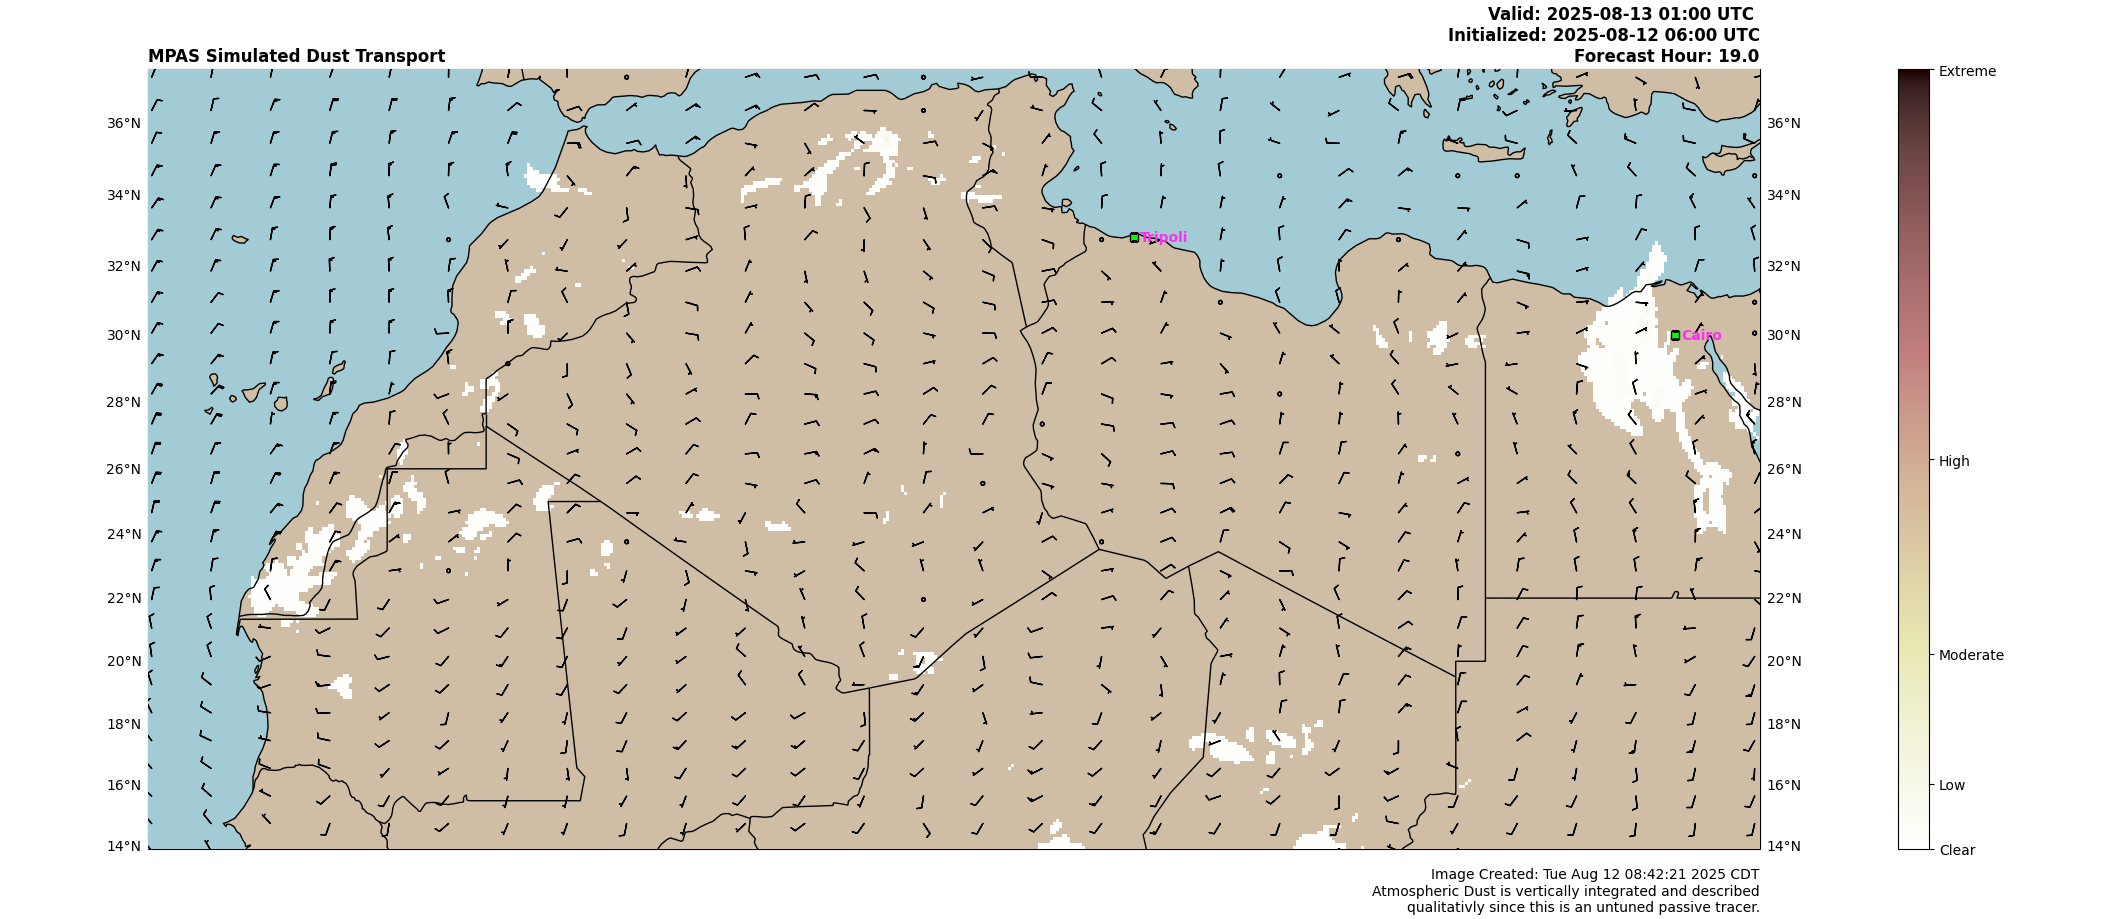 Valid: 2025-08-13 01:00 UTC
Initialized: 2025-08-12 06:00 UTC
MPAS Simulated Dust Transport
Forecast Hour: 19.0
Extreme
36°N
36°N
34°N
34°N
Tripoli
32°N
32°N
30°N
Cairo
30°N
28°N
28°N
26°N
26°N
High
24°N
24°N
22°N
22°N
20°N
20°N
Moderate
18°N
18°N
16°N
16°N
Low
14°N
14°N
Clear
Image Created: Tue Aug 12 08:42:21 2025 CDT
Atmospheric Dust is vertically integrated and described
qualitativly since this is an untuned passive tracer.